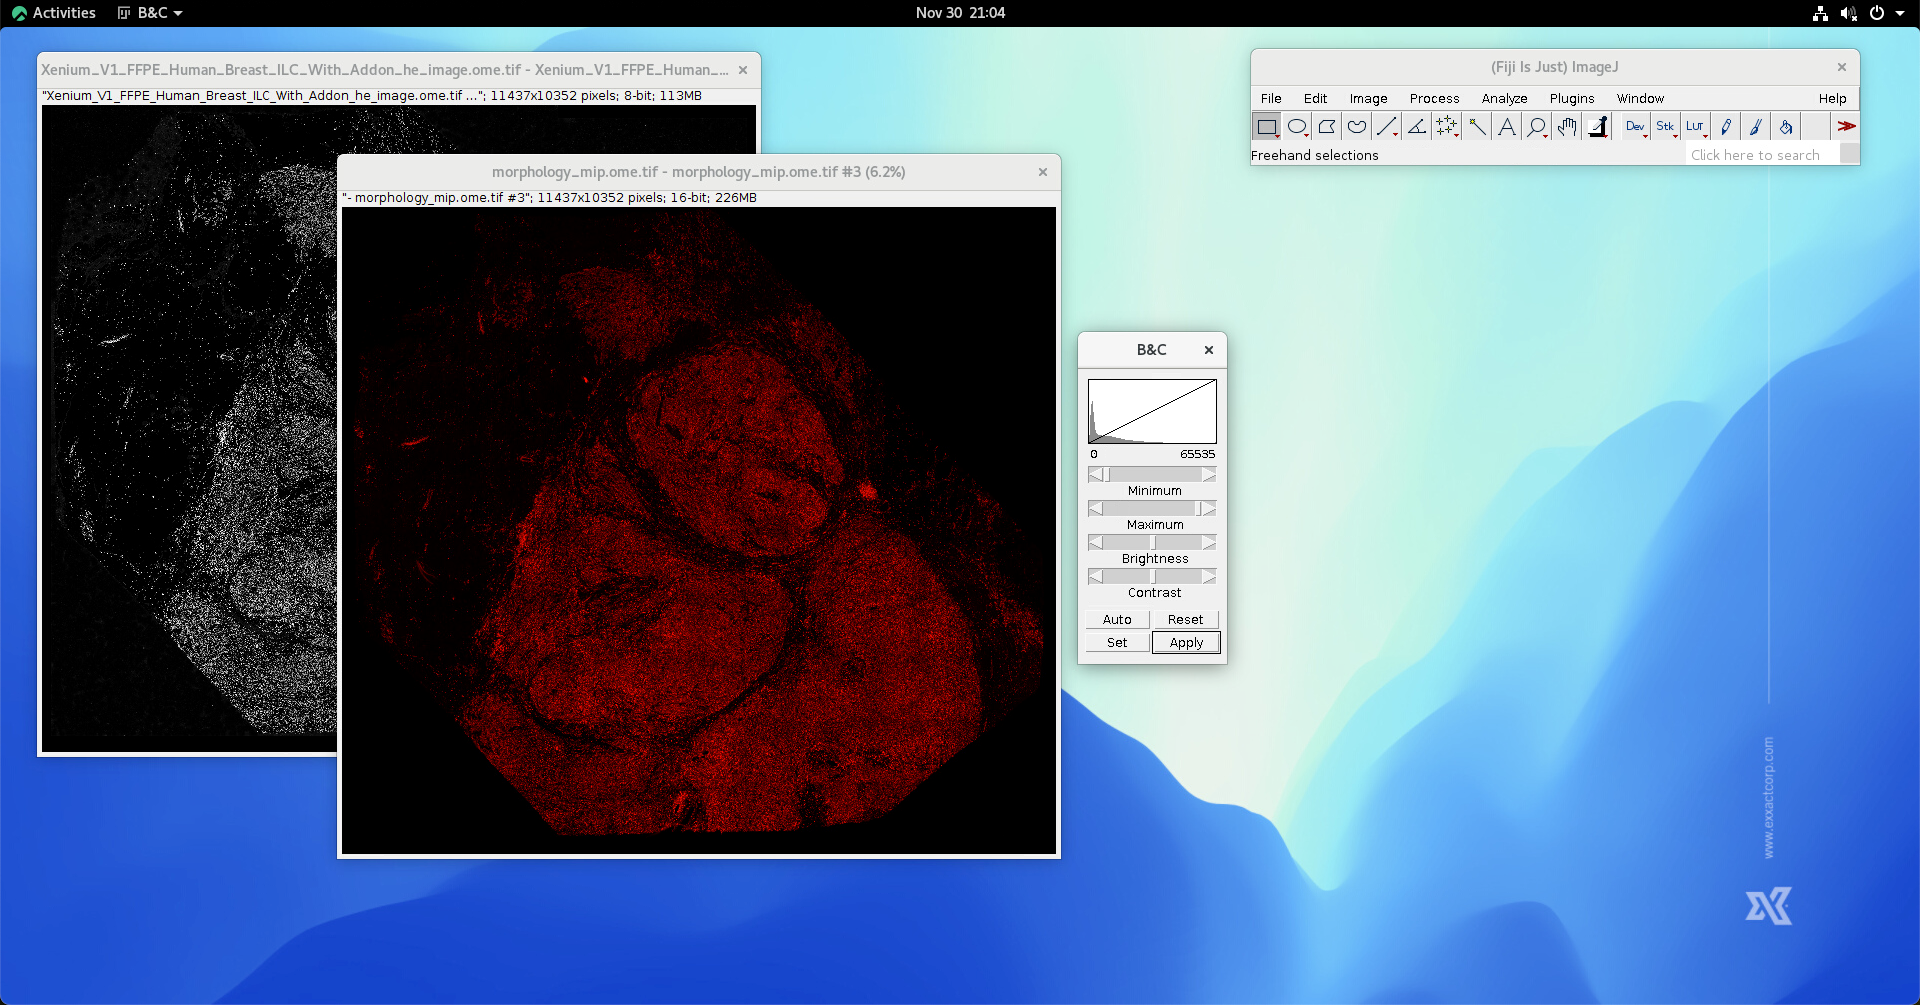 Activities B&C Nov 30 21:04
Xenium_V1_FFPE_Human_Breast_ILC_With_Addon_he_image.ome.tif - Xenium_V1_FFPE_Human_...
"Xenium_V1_FFPE_Human_Breast_ILC_With_Addon_he_image.ome.tif ..."; 11437x10352 pixels; 8-bit; 113MB
morphology_mip.ome.tif - morphology_mip.ome.tif #3 (6.2%)
"- morphology_mip.ome.tif #3"; 11437x10352 pixels; 16-bit; 226MB
(Fiji Is Just) ImageJ
File Edit Image Process Analyze Plugins Window Help
A Dev Stk LUT
Freehand selections Click here to search
B&C
0 65535
Minimum
Maximum
Brightness
Contrast
Auto Reset
Set Apply
www.exxactcorp.com